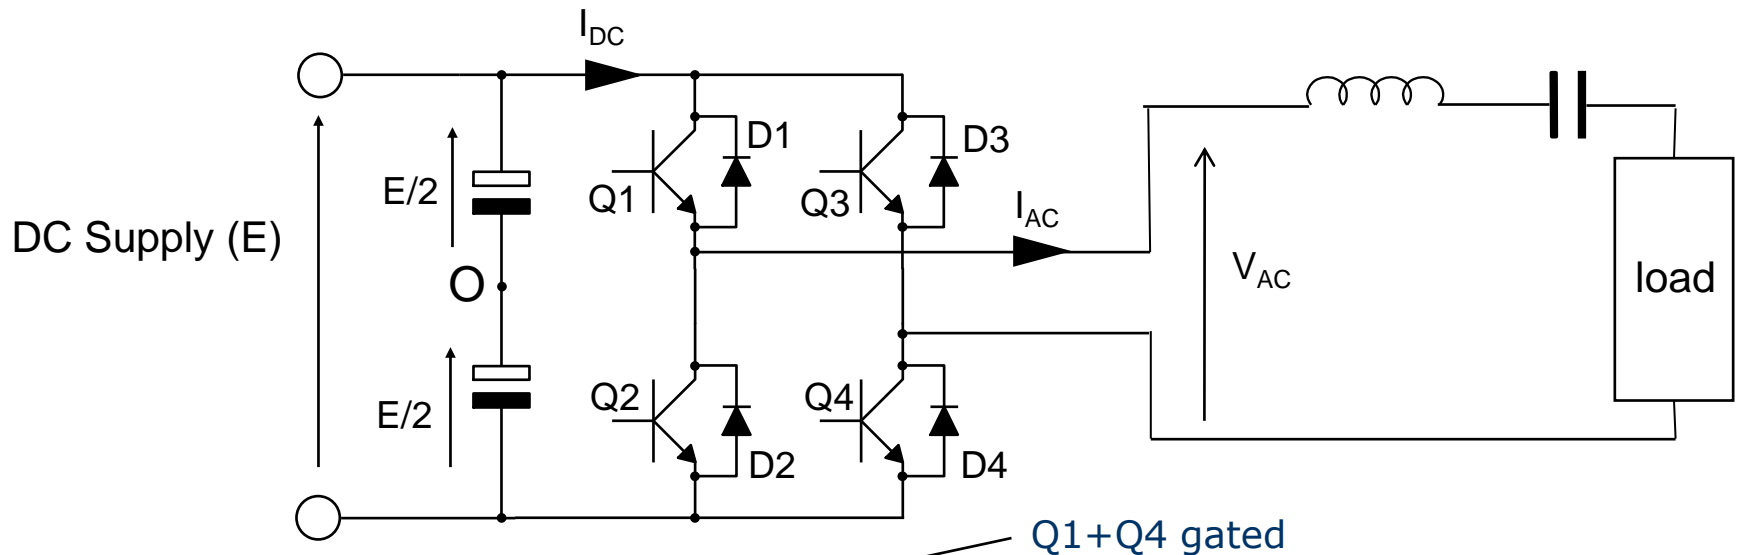 I_DC
D1
D3
E/2
Q1
Q3
I_AC
DC Supply (E)
O
V_AC
load
Q2
Q4
E/2
D2
D4
Q1+Q4 gated